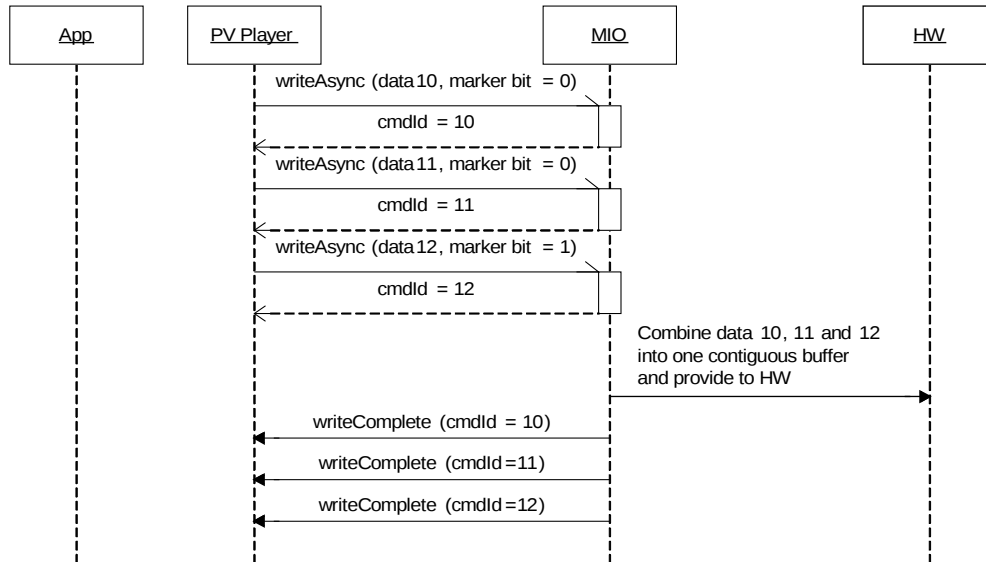 App
PV Player
MIO
HW
writeAsync (data10, marker bit = 0)
cmdId = 10
writeAsync (data11, marker bit = 0)
cmdId = 11
writeAsync (data12, marker bit = 1)
cmdId = 12
Combine data 10, 11 and 12
into one contiguous buffer
and provide to HW
writeComplete (cmdId = 10)
writeComplete (cmdId=11)
writeComplete (cmdId=12)